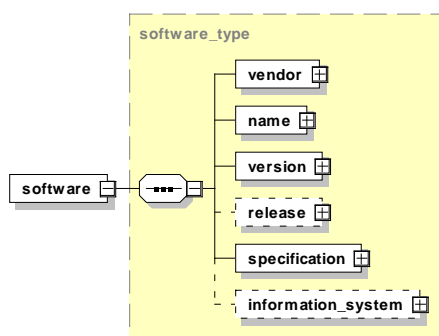 software_type
vendor
name
version
software
release
specification
information_system